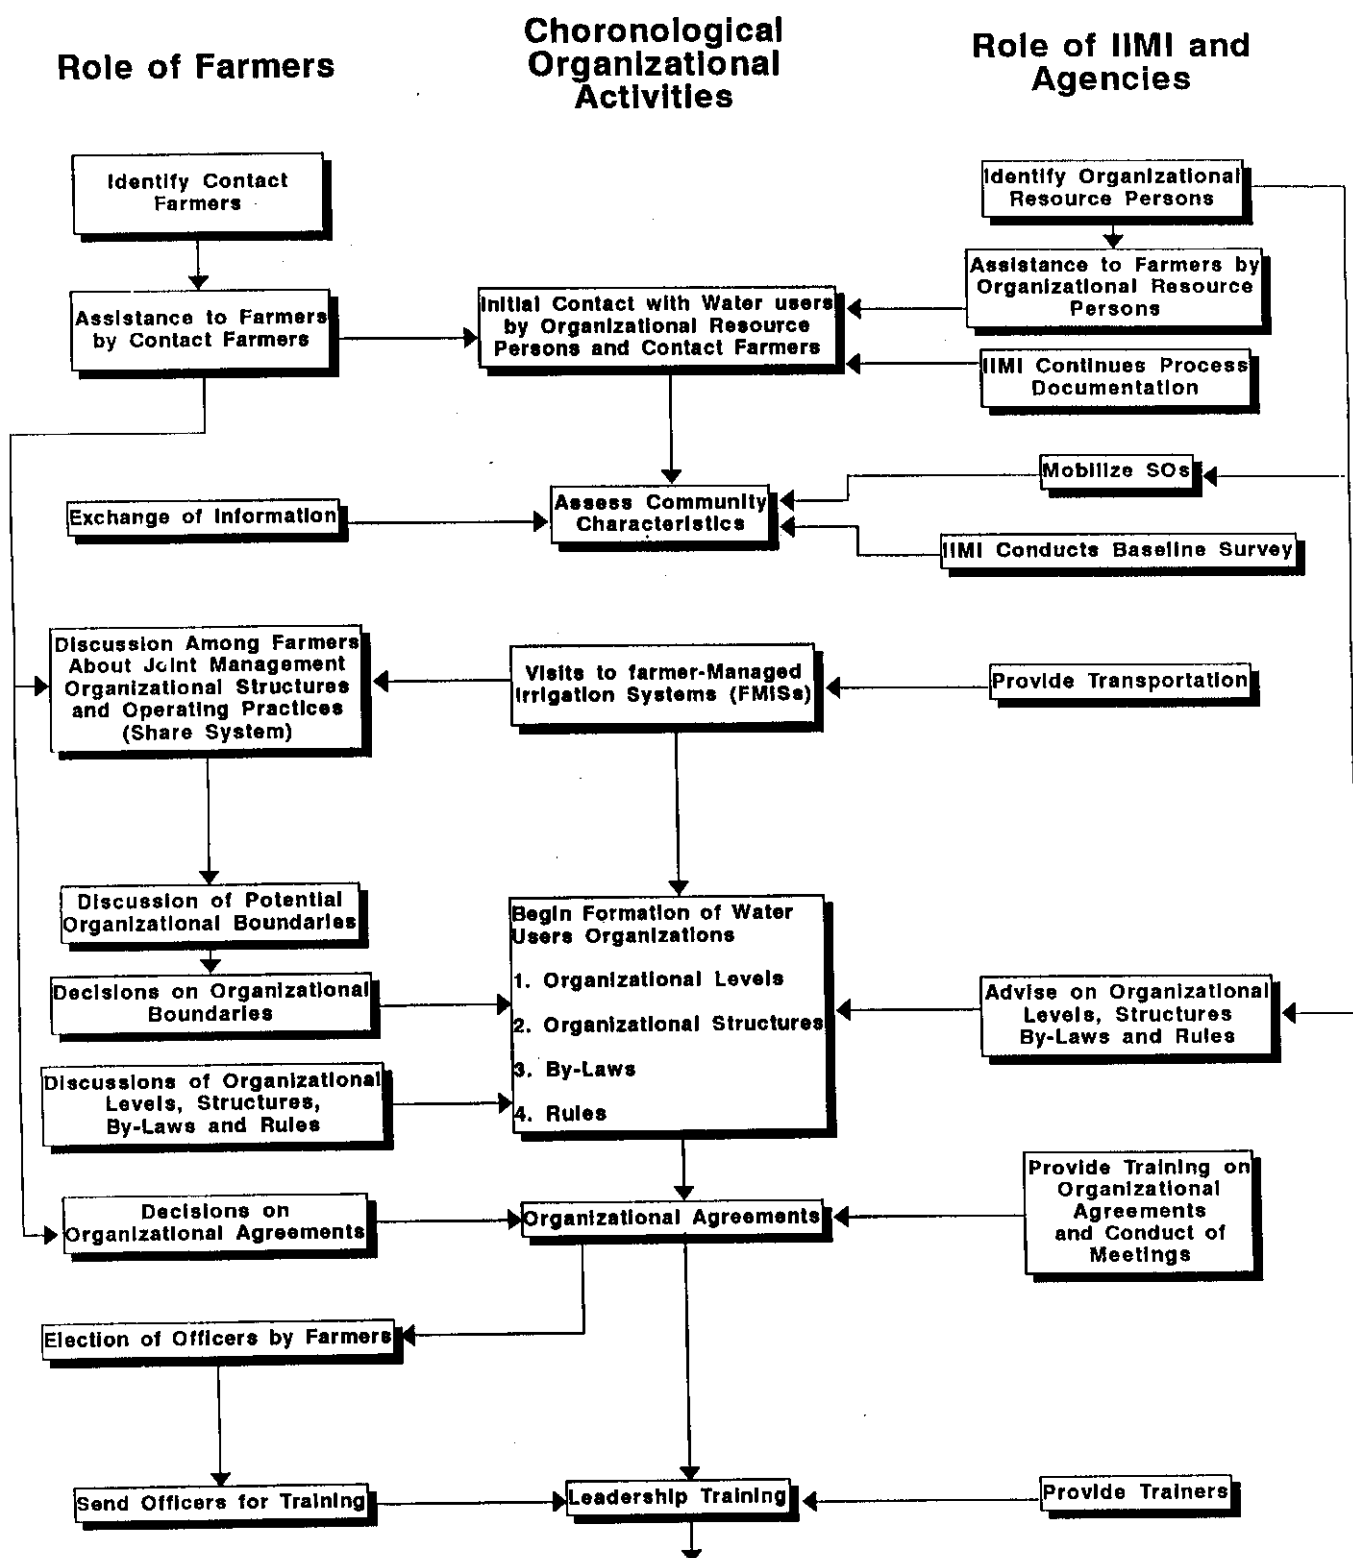 Role of Farmers
Choronological
Organizational
Activities
Role of IIMI and
Agencies
Identify Contact
Farmers
Identify Organizational
Resource Persons
Assistance to Farmers
by Contact Farmers
Initial Contact with Water users
by Organizational Resource
Persons and Contact Farmers
Assistance to Farmers by
Organizational Resource
Persons
IIMI Continues Process
Documentation
Exchange of Information
Assess Community
Characteristics
Mobilize SOs
IIMI Conducts Baseline Survey
Discussion Among Farmers
About Joint Management
Organizational Structures
and Operating Practices
(Share System)
Visits to farmer-Managed
Irrigation Systems (FMISs)
Provide Transportation
Discussion of Potential
Organizational Boundaries
Decisions on Organizational
Boundaries
Discussions of Organizational
Levels, Structures,
By-Laws and Rules
Begin Formation of Water
Users Organizations
1. Organizational Levels
2. Organizational Structures
3. By-Laws
4. Rules
Advise on Organizational
Levels, Structures
By-Laws and Rules
Decisions on
Organizational Agreements
Organizational Agreements
Provide Training on
Organizational
Agreements
and Conduct of
Meetings
Election of Officers by Farmers
Send Officers for Training
Leadership Training
Provide Trainers